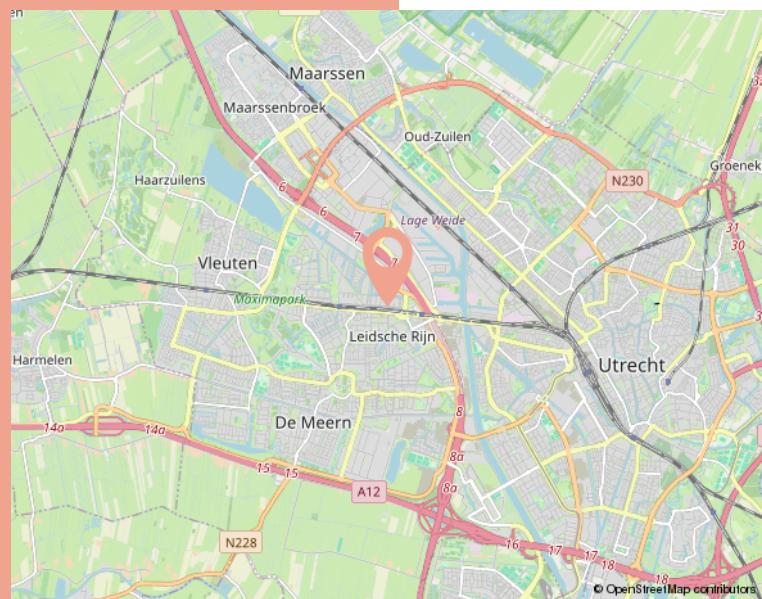 en
Maarssen
Maarssenbroek
Oud-Zuilen
Groenek
Haarzuilens
N230
6
6
Lage Weide
31
30
7
Vleuten
7
Maximapark
Harmelen
Leidsche Rijn
Utrecht
De Meern
8
14a
14a
8a
15
15
8a
A12
N228
16
17
17
18
18
© OpenStreetMap contributors